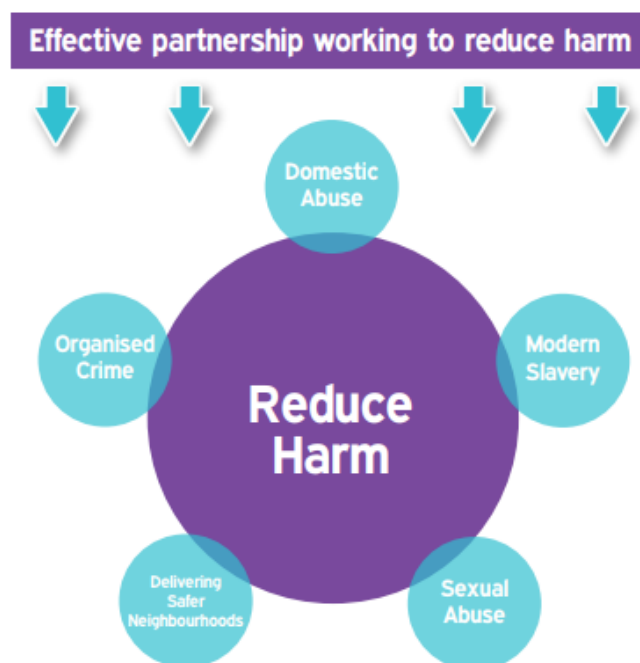 Effective partnership working to reduce harm
Domestic
Abuse
Organised
Crime
Modern
Slavery
Reduce
Harm
Delivering
Safer
Neighbourhoods
Sexual
Abuse